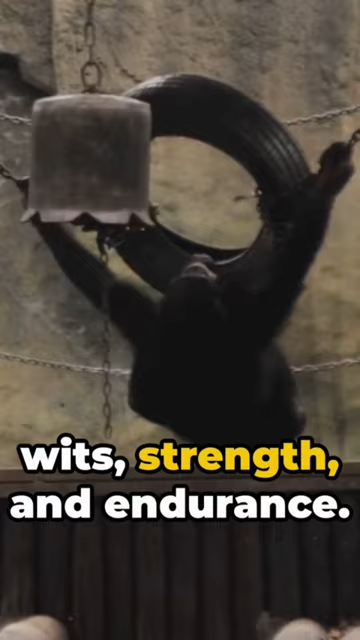 wits, strength,
and endurance.